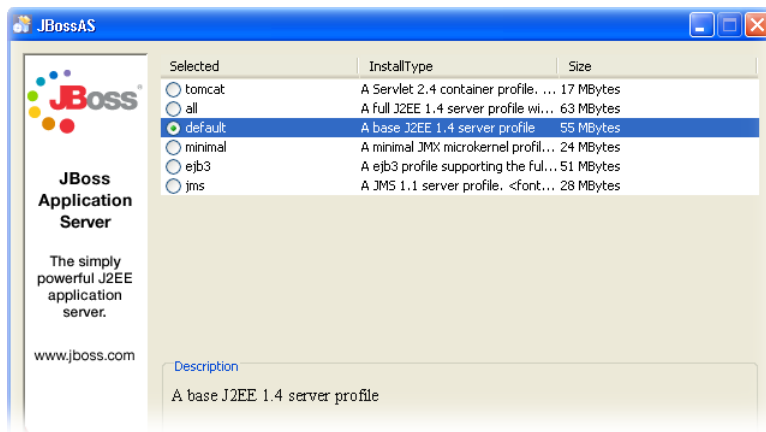 JBossAS
JBoss
JBoss
Application
Server
The simply
powerful J2EE
application
server.
www.jboss.com
Selected InstallType Size
tomcat A Servlet 2.4 container profile. ... 17 MBytes
all A full J2EE 1.4 server profile wi... 63 MBytes
default A base J2EE 1.4 server profile 55 MBytes
minimal A minimal JMX microkernel profil... 24 MBytes
ejb3 A ejb3 profile supporting the ful... 51 MBytes
jms A JMS 1.1 server profile. <font... 28 MBytes
Description
A base J2EE 1.4 server profile